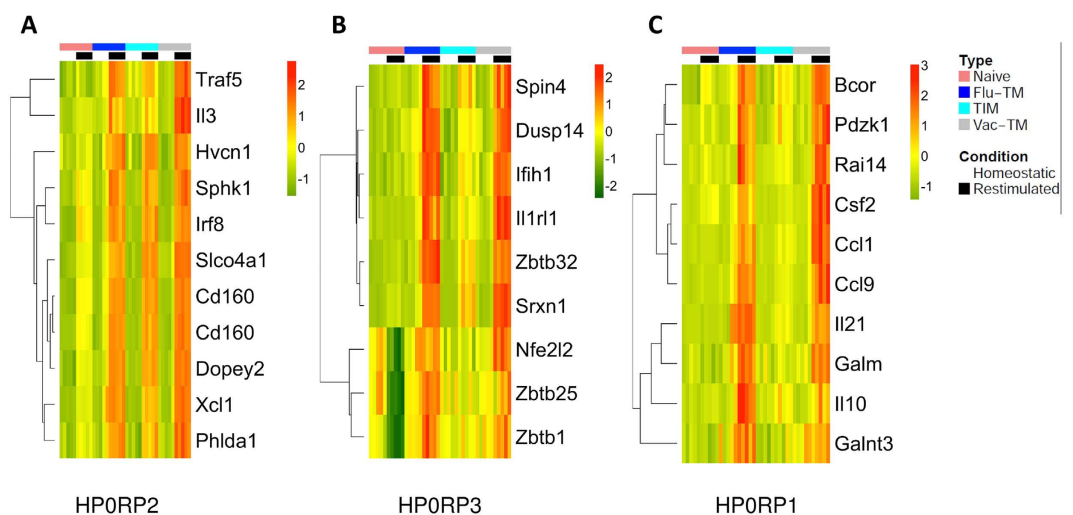 A
Traf5
Il3
Hvcn1
Sphk1
Irf8
Slco4a1
Cd160
Cd160
Dopey2
Xcl1
Phlda1
2
1
0
-1
HP0RP2
B
Spin4
Dusp14
Ifih1
Il1rl1
Zbtb32
Srxn1
Nfe2l2
Zbtb25
Zbtb1
2
1
0
-1
-2
HP0RP3
C
Bcor
Pdzk1
Rai14
Csf2
Ccl1
Ccl9
Il21
Galm
Il10
Galnt3
3
2
1
0
-1
HP0RP1
Type
Naive
Flu-TM
TIM
Vac-TM
Condition
Homeostatic
Restimulated